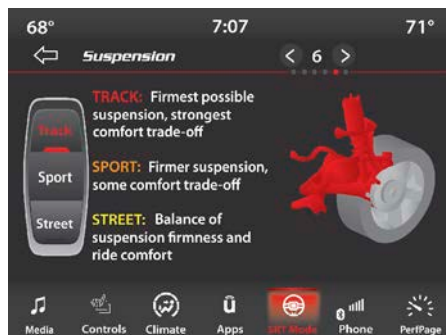 68° 7:07 71°
Suspension < 6 >
TRACK: Firmest possible
suspension, strongest
comfort trade-off
Track
SPORT: Firmer suspension,
some comfort trade-off
Sport
STREET: Balance of
suspension firmness and
ride comfort
Street
Media Controls Climate Apps SRT Mode Phone PerfPage